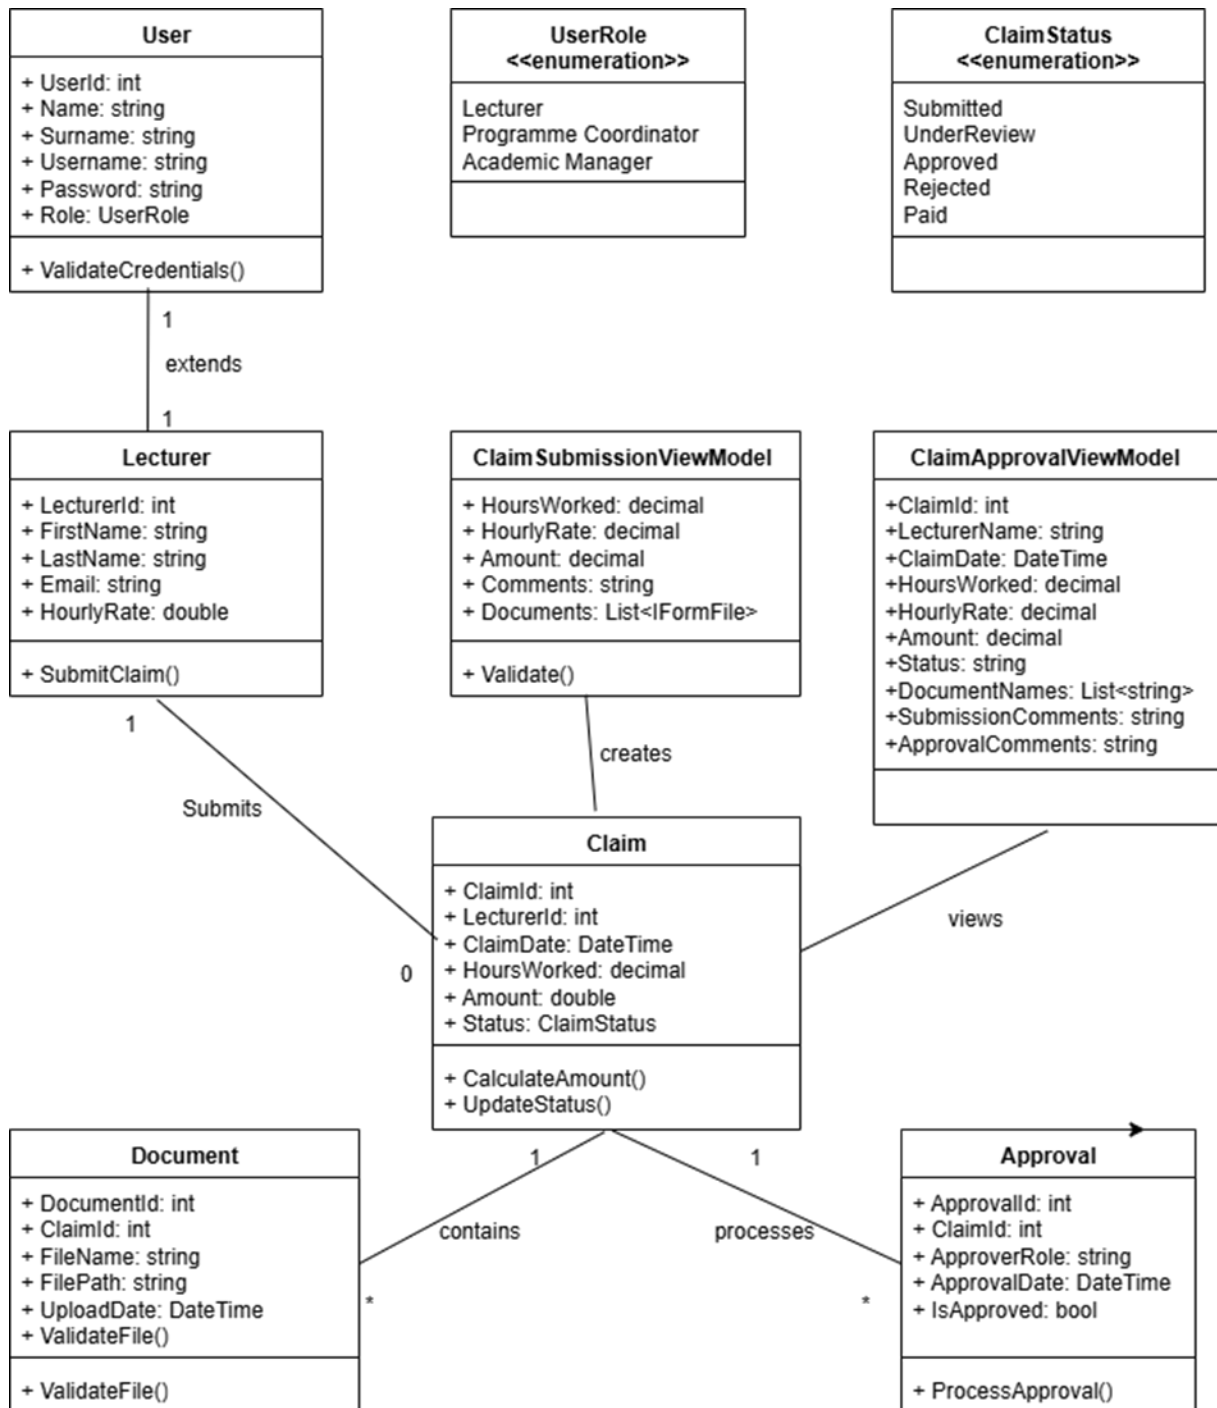 User
+ UserId: int
+ Name: string
+ Surname: string
+ Username: string
+ Password: string
+ Role: UserRole
+ ValidateCredentials()
UserRole
<<enumeration>>
Lecturer
Programme Coordinator
Academic Manager
ClaimStatus
<<enumeration>>
Submitted
UnderReview
Approved
Rejected
Paid
1
extends
1
Lecturer
+ LecturerId: int
+ FirstName: string
+ LastName: string
+ Email: string
+ HourlyRate: double
+ SubmitClaim()
ClaimSubmissionViewModel
+ HoursWorked: decimal
+ HourlyRate: decimal
+ Amount: decimal
+ Comments: string
+ Documents: List<IFormFile>
+ Validate()
ClaimApprovalViewModel
+ClaimId: int
+LecturerName: string
+ClaimDate: DateTime
+HoursWorked: decimal
+HourlyRate: decimal
+Amount: decimal
+Status: string
+DocumentNames: List<string>
+SubmissionComments: string
+ApprovalComments: string
1
Submits
0
creates
views
Claim
+ ClaimId: int
+ LecturerId: int
+ ClaimDate: DateTime
+ HoursWorked: decimal
+ Amount: double
+ Status: ClaimStatus
+ CalculateAmount()
+ UpdateStatus()
1
contains
*
1
processes
*
Document
+ DocumentId: int
+ ClaimId: int
+ FileName: string
+ FilePath: string
+ UploadDate: DateTime
+ ValidateFile()
+ ValidateFile()
Approval
+ ApprovalId: int
+ ClaimId: int
+ ApproverRole: string
+ ApprovalDate: DateTime
+ IsApproved: bool
+ ProcessApproval()